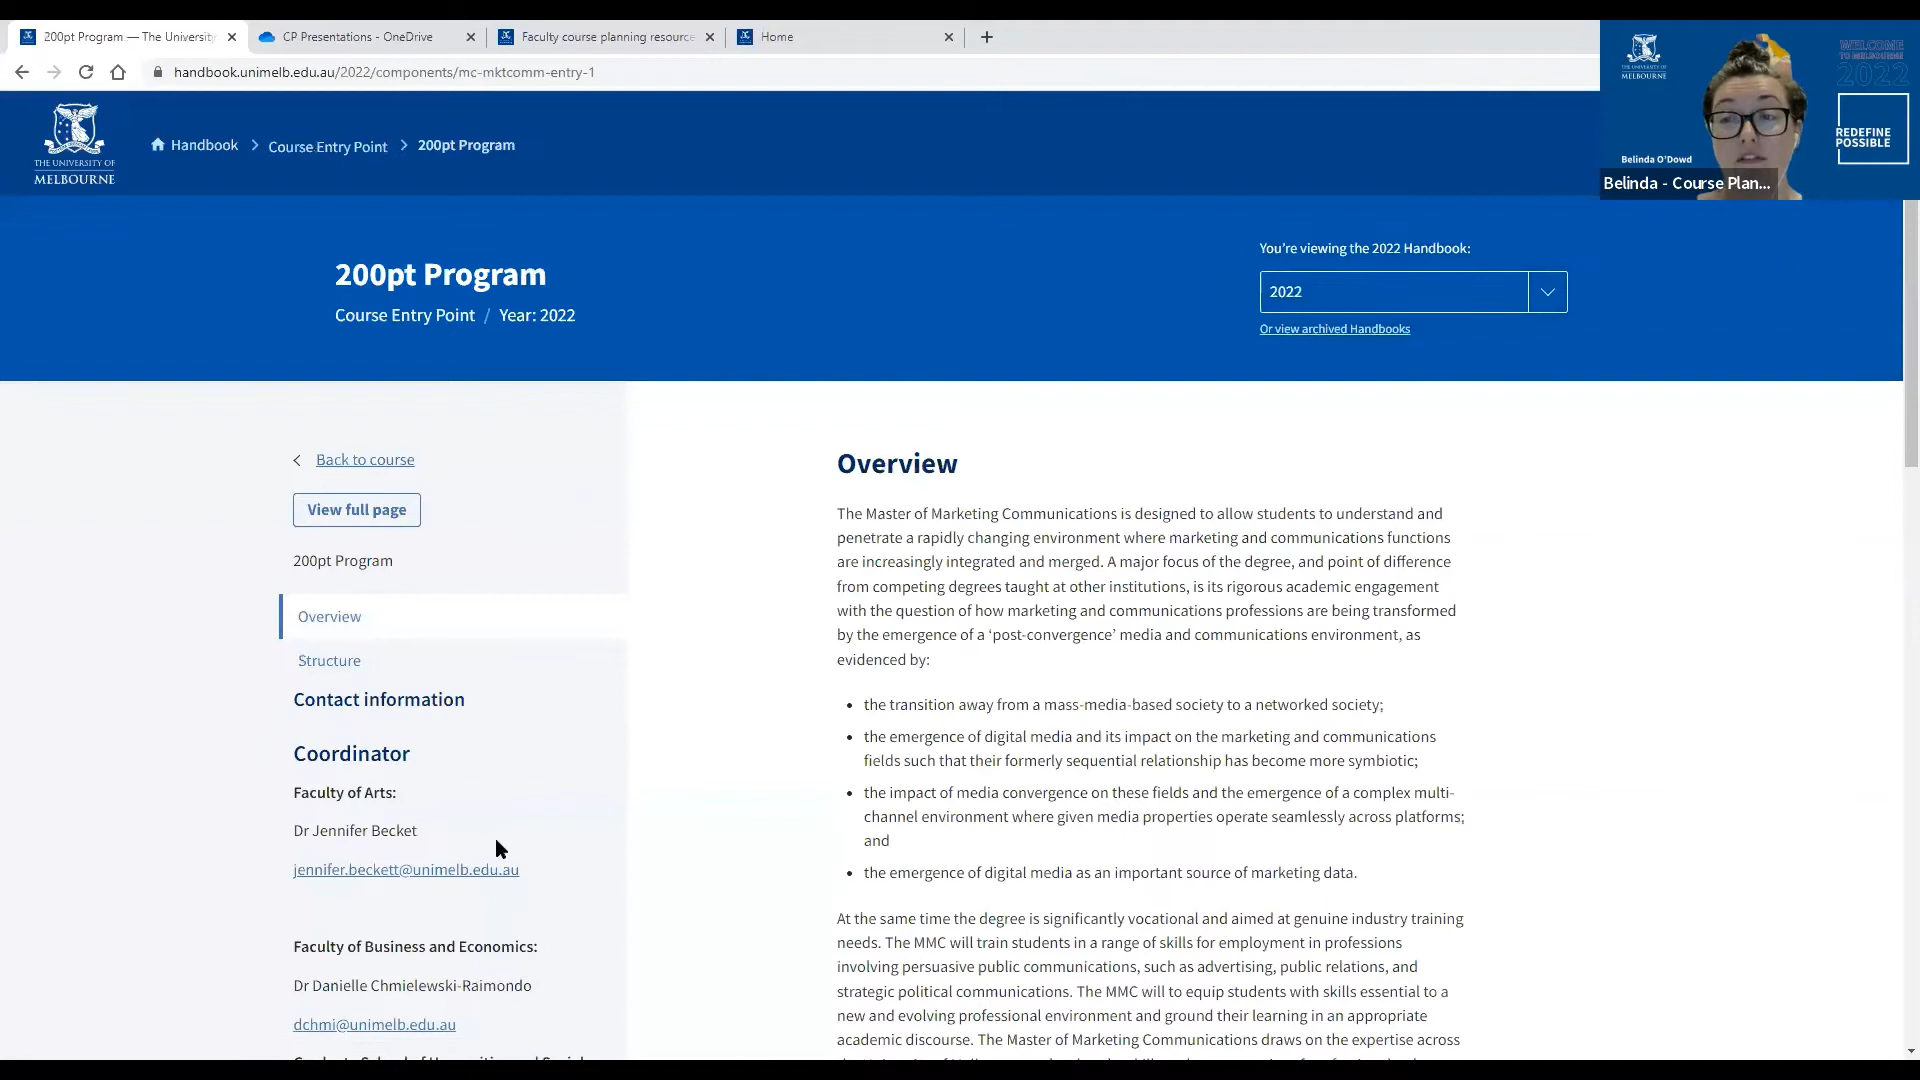 200pt Program — The University
CP Presentations - OneDrive
Faculty course planning resource
Home
handbook.unimelb.edu.au/2022/components/mc-mktcomm-entry-1
THE UNIVERSITY OF
MELBOURNE
Handbook
Course Entry Point
200pt Program
THE UNIVERSITY OF
MELBOURNE
WELCOME
TO MELBOURNE
2022
REDEFINE
POSSIBLE
Belinda O'Dowd
Belinda - Course Plan...
200pt Program
Course Entry Point / Year: 2022
You're viewing the 2022 Handbook:
2022
Or view archived Handbooks
Back to course
View full page
200pt Program
Overview
Structure
Contact information
Coordinator
Faculty of Arts:
Dr Jennifer Becket
jennifer.beckett@unimelb.edu.au
Faculty of Business and Economics:
Dr Danielle Chmielewski-Raimondo
dchmi@unimelb.edu.au
Overview
The Master of Marketing Communications is designed to allow students to understand and
penetrate a rapidly changing environment where marketing and communications functions
are increasingly integrated and merged. A major focus of the degree, and point of difference
from competing degrees taught at other institutions, is its rigorous academic engagement
with the question of how marketing and communications professions are being transformed
by the emergence of a ‘post-convergence’ media and communications environment, as
evidenced by:
• the transition away from a mass-media-based society to a networked society;
• the emergence of digital media and its impact on the marketing and communications
fields such that their formerly sequential relationship has become more symbiotic;
• the impact of media convergence on these fields and the emergence of a complex multi-
channel environment where given media properties operate seamlessly across platforms;
and
• the emergence of digital media as an important source of marketing data.
At the same time the degree is significantly vocational and aimed at genuine industry training
needs. The MMC will train students in a range of skills for employment in professions
involving persuasive public communications, such as advertising, public relations, and
strategic political communications. The MMC will to equip students with skills essential to a
new and evolving professional environment and ground their learning in an appropriate
academic discourse. The Master of Marketing Communications draws on the expertise across